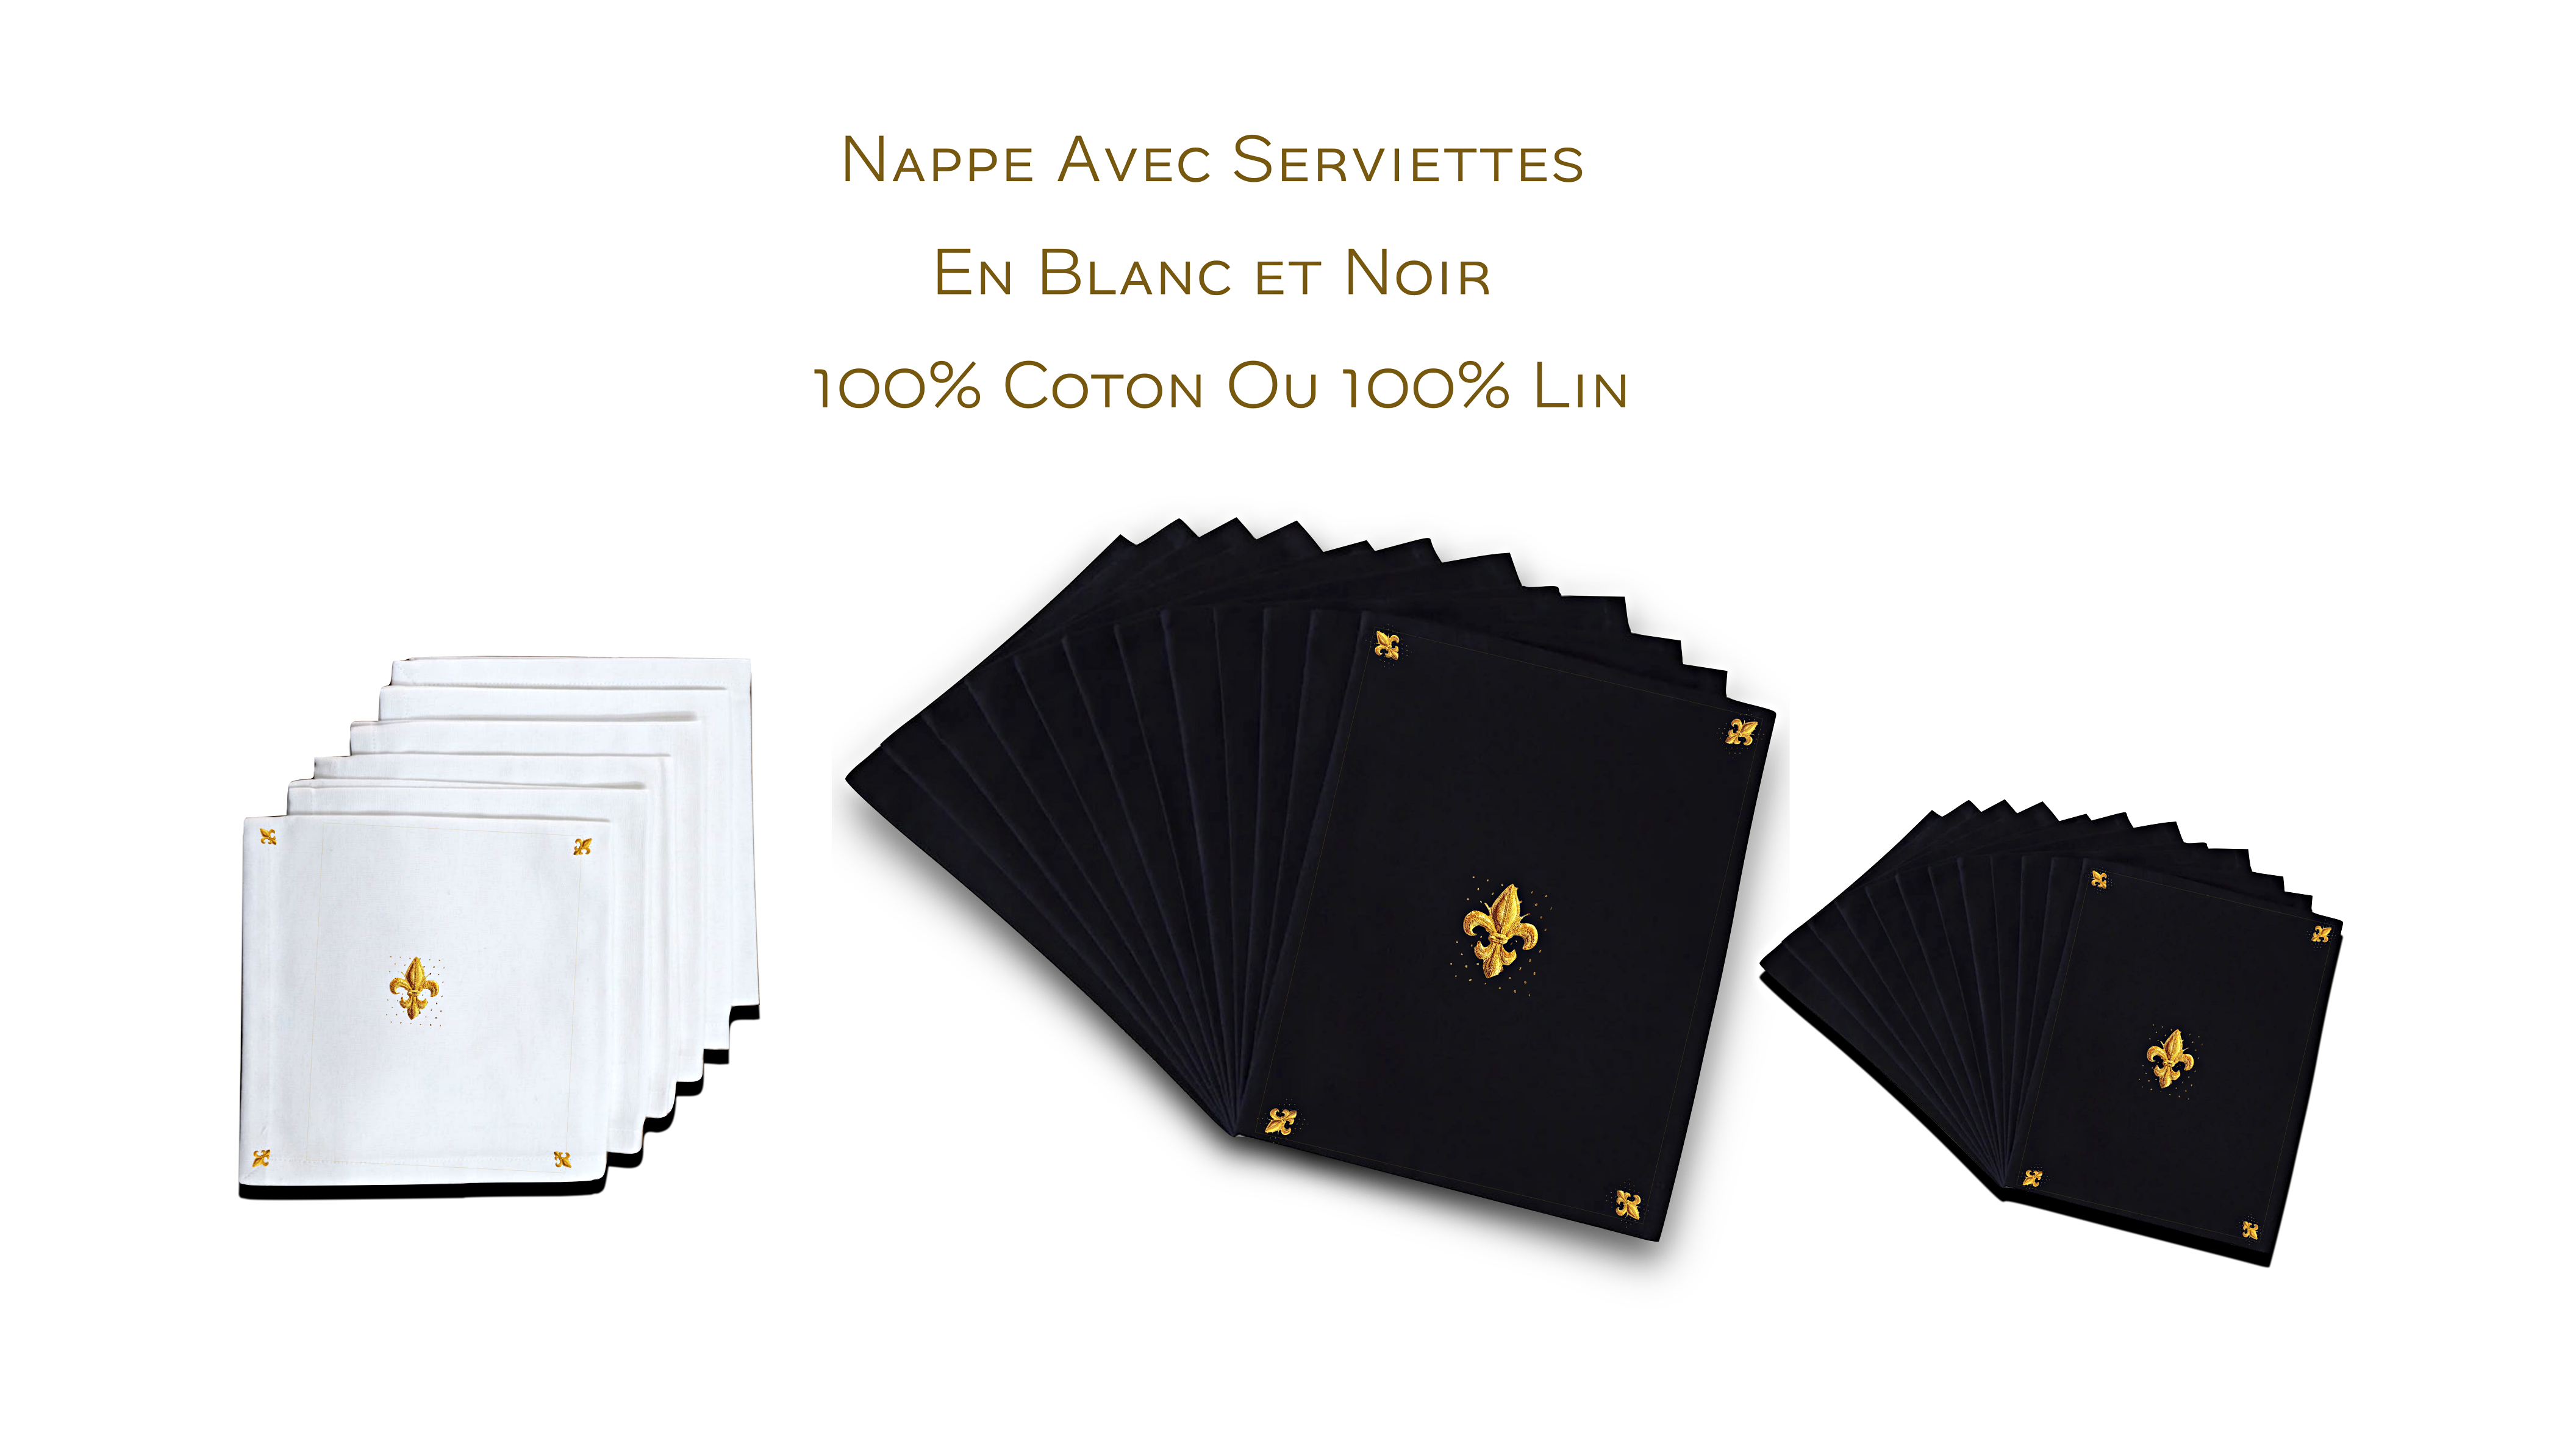 Nappe Avec Serviettes
En Blanc et Noir
100% Coton Ou 100% Lin